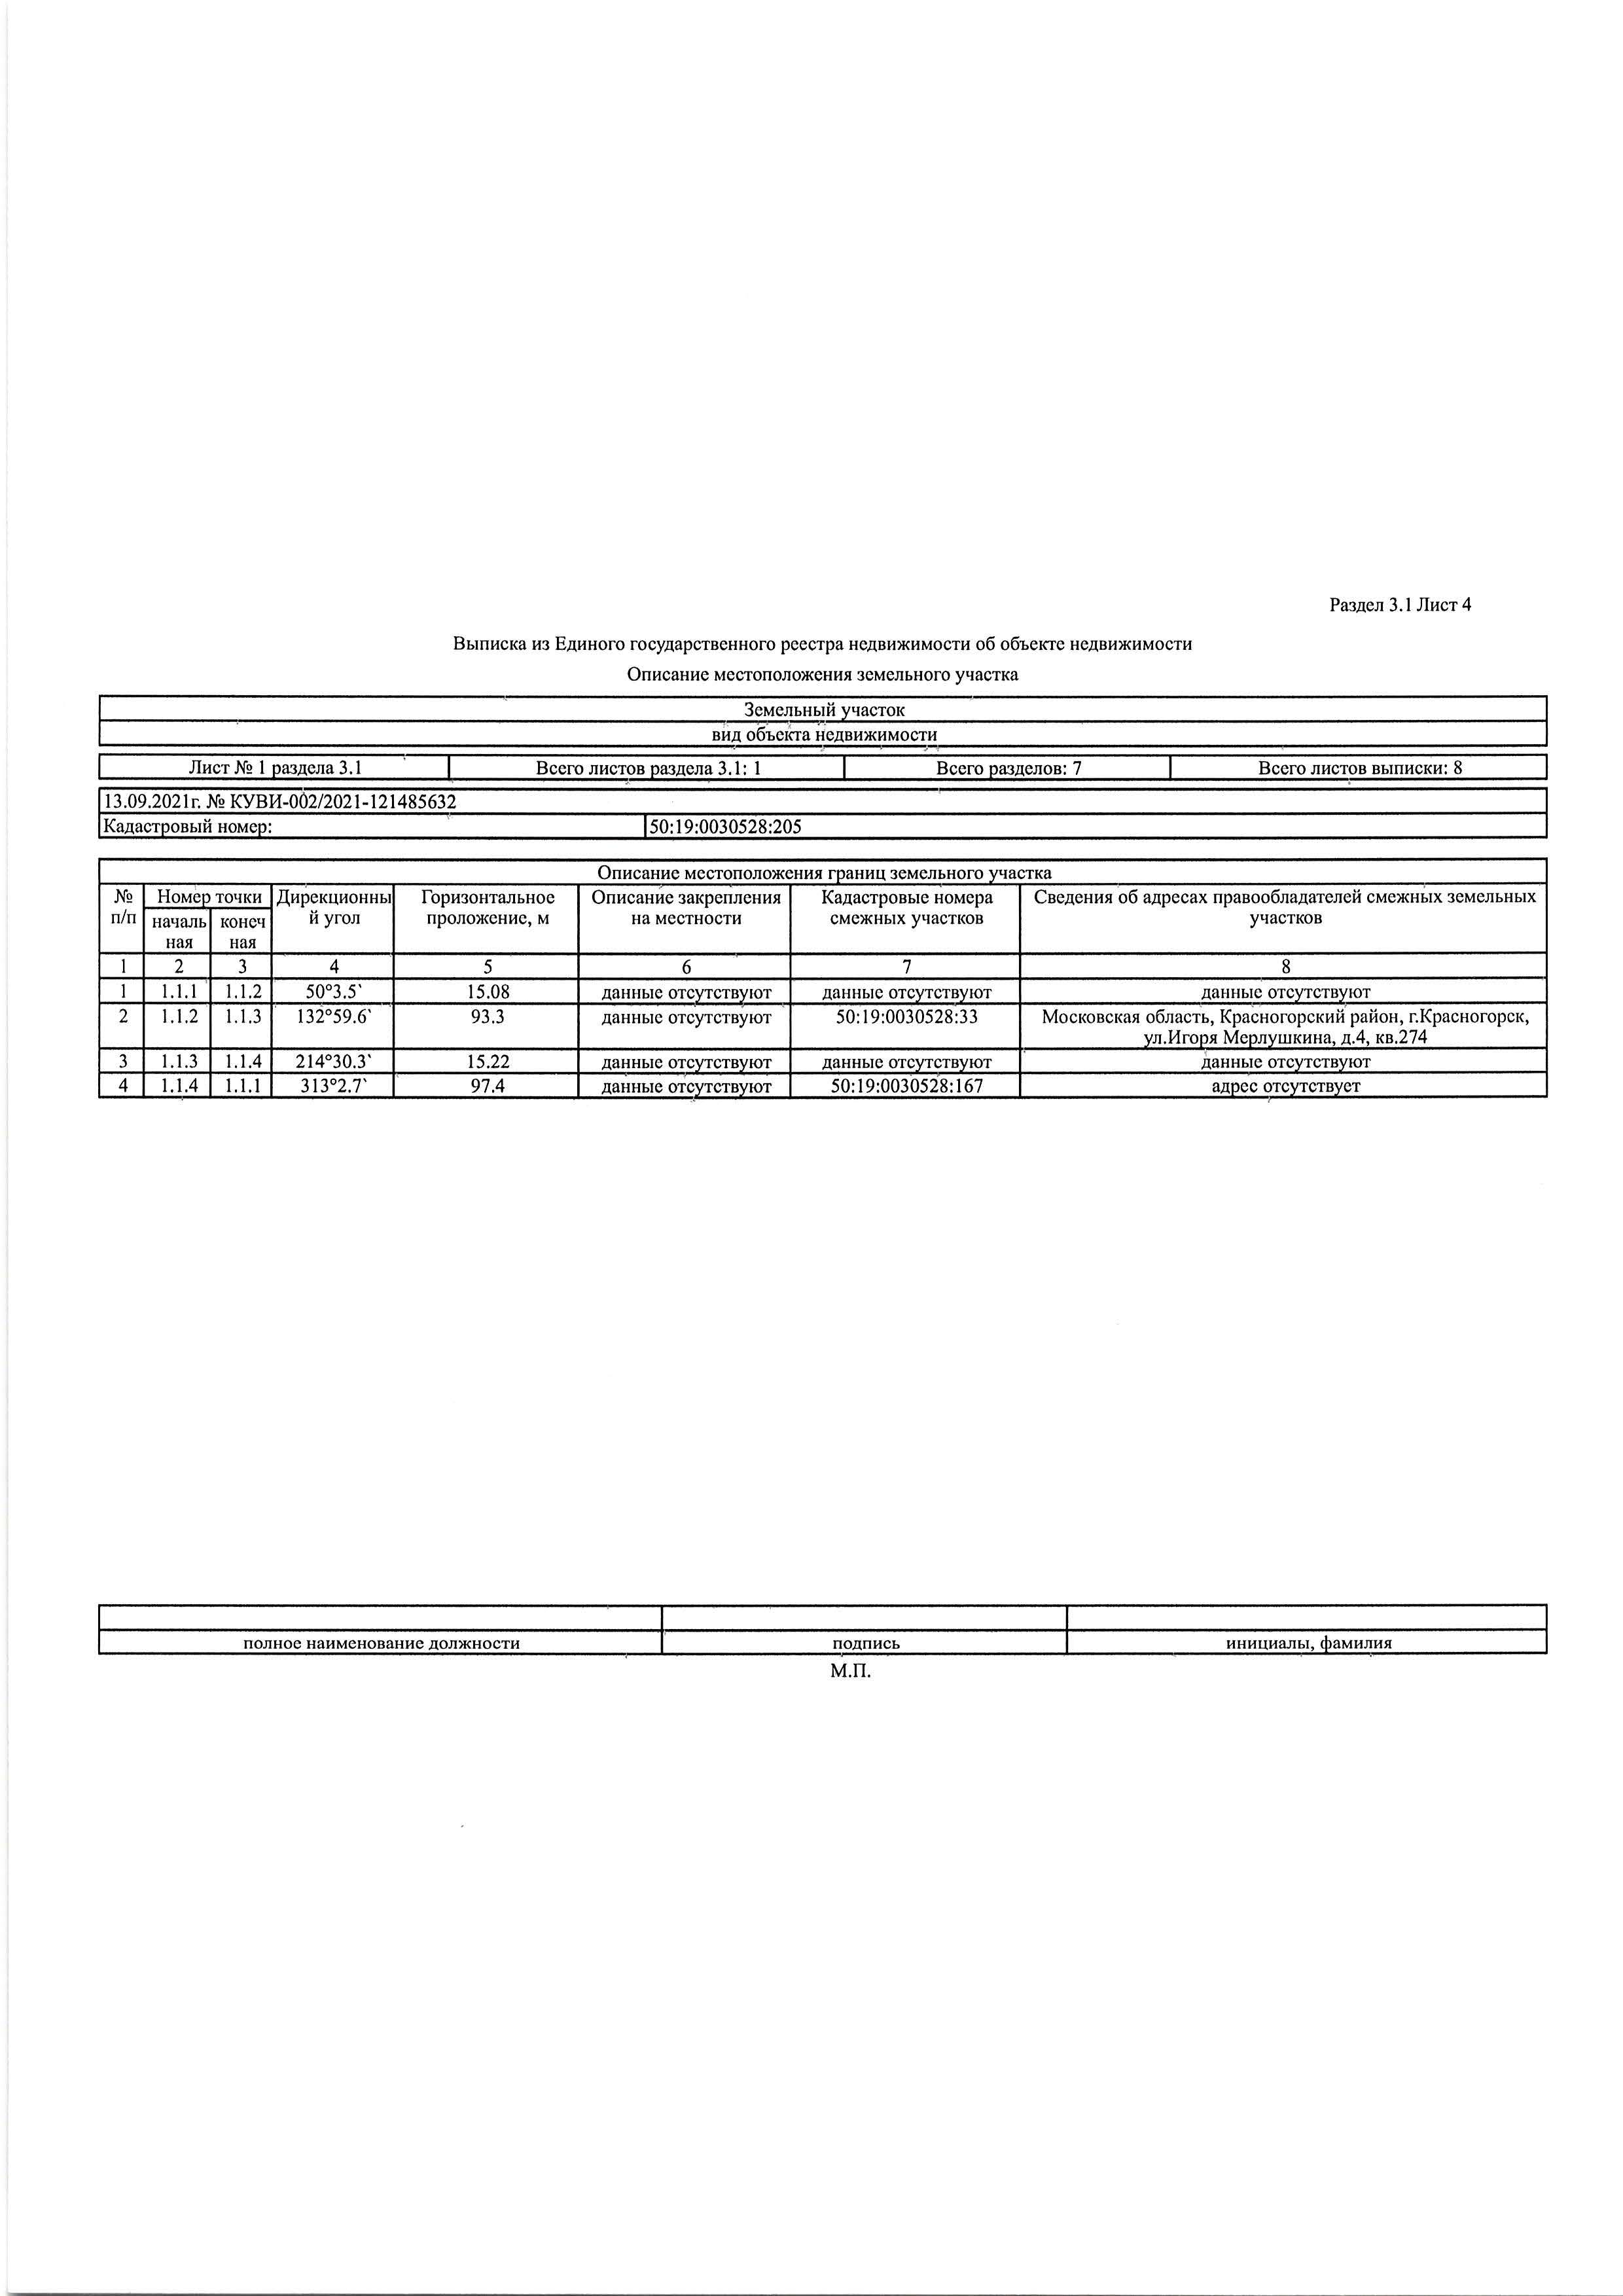 Раздел 3.1 Лист 4
Выписка из Единого государственного реестра недвижимости об объекте недвижимости
Описание местоположения земельного участка
Земельный участок
вид объекта недвижимости
Лист № 1 раздела 3.1 Всего листов раздела 3.1: 1 Всего разделов: 7 Всего листов выписки: 8
13.09.2021г. № КУВИ-002/2021-121485632
Кадастровый номер: 50:19:0030528:205
Описание местоположения границ земельного участка
№ Номер точки Дирекционны Горизонтальное Описание закрепления Кадастровые номера Сведения об адресах правообладателей смежных земельных
п/п началь конеч й угол проложение, м на местности смежных участков участков
ная ная
1 2 3 4 5 6 7 8
1 1.1.1 1.1.2 50°3.5` 15.08 данные отсутствуют данные отсутствуют данные отсутствуют
2 1.1.2 1.1.3 132°59.6` 93.3 данные отсутствуют 50:19:0030528:33 Московская область, Красногорский район, г.Красногорск,
ул.Игоря Мерлушкина, д.4, кв.274
3 1.1.3 1.1.4 214°30.3` 15.22 данные отсутствуют данные отсутствуют данные отсутствуют
4 1.1.4 1.1.1 313°2.7` 97.4 данные отсутствуют 50:19:0030528:167 адрес отсутствует
полное наименование должности подпись инициалы, фамилия
М.П.